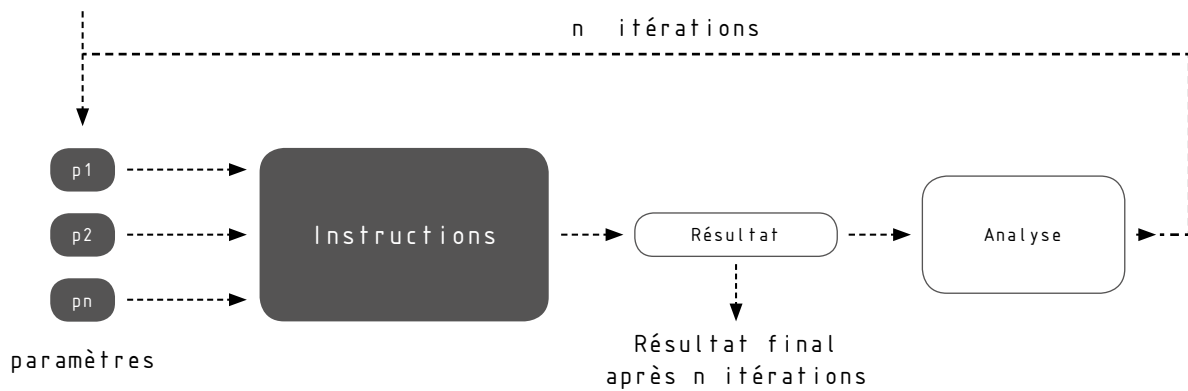 n itérations
p1
p2
pn
Instructions
Résultat
Analyse
paramètres
Résultat final
après n itérations